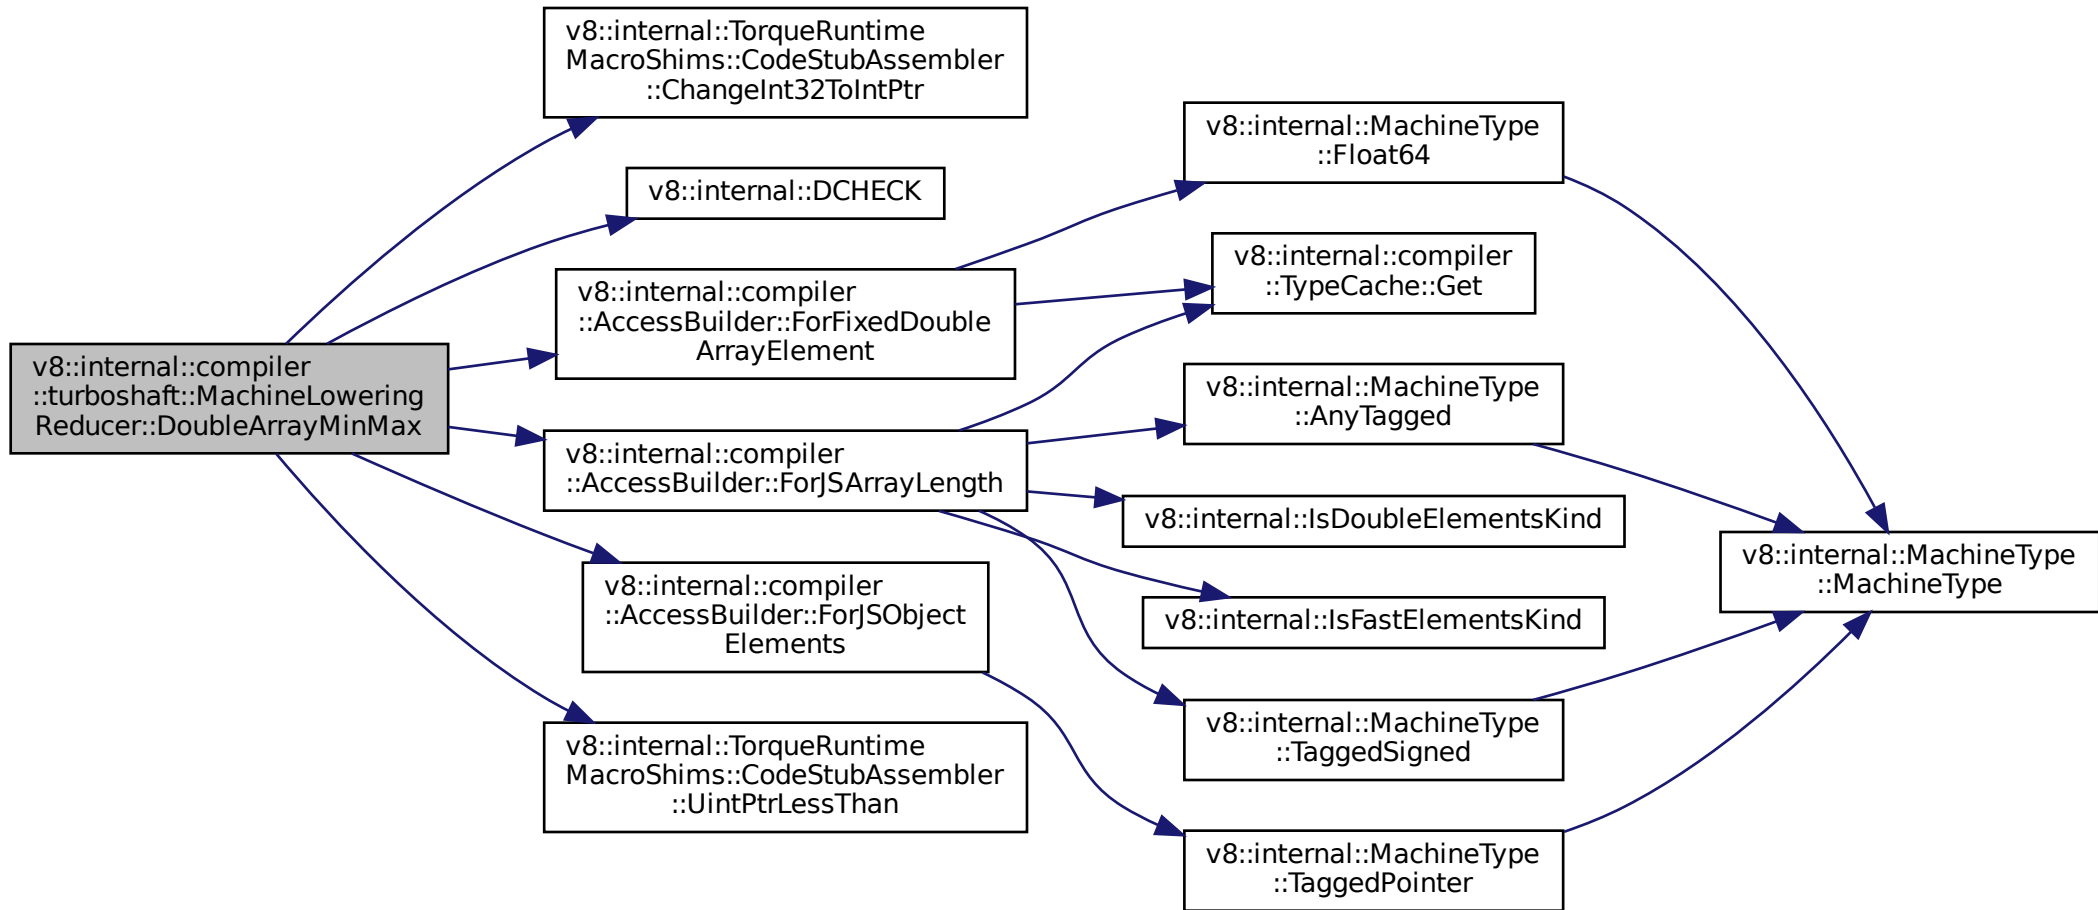 v8::internal::compiler
::turboshaft::MachineLowering
Reducer::DoubleArrayMinMax
v8::internal::TorqueRuntime
MacroShims::CodeStubAssembler
::ChangeInt32ToIntPtr
v8::internal::DCHECK
v8::internal::compiler
::AccessBuilder::ForFixedDouble
ArrayElement
v8::internal::compiler
::AccessBuilder::ForJSArrayLength
v8::internal::compiler
::AccessBuilder::ForJSObject
Elements
v8::internal::TorqueRuntime
MacroShims::CodeStubAssembler
::UintPtrLessThan
v8::internal::MachineType
::Float64
v8::internal::compiler
::TypeCache::Get
v8::internal::MachineType
::AnyTagged
v8::internal::IsDoubleElementsKind
v8::internal::IsFastElementsKind
v8::internal::MachineType
::TaggedSigned
v8::internal::MachineType
::TaggedPointer
v8::internal::MachineType
::MachineType